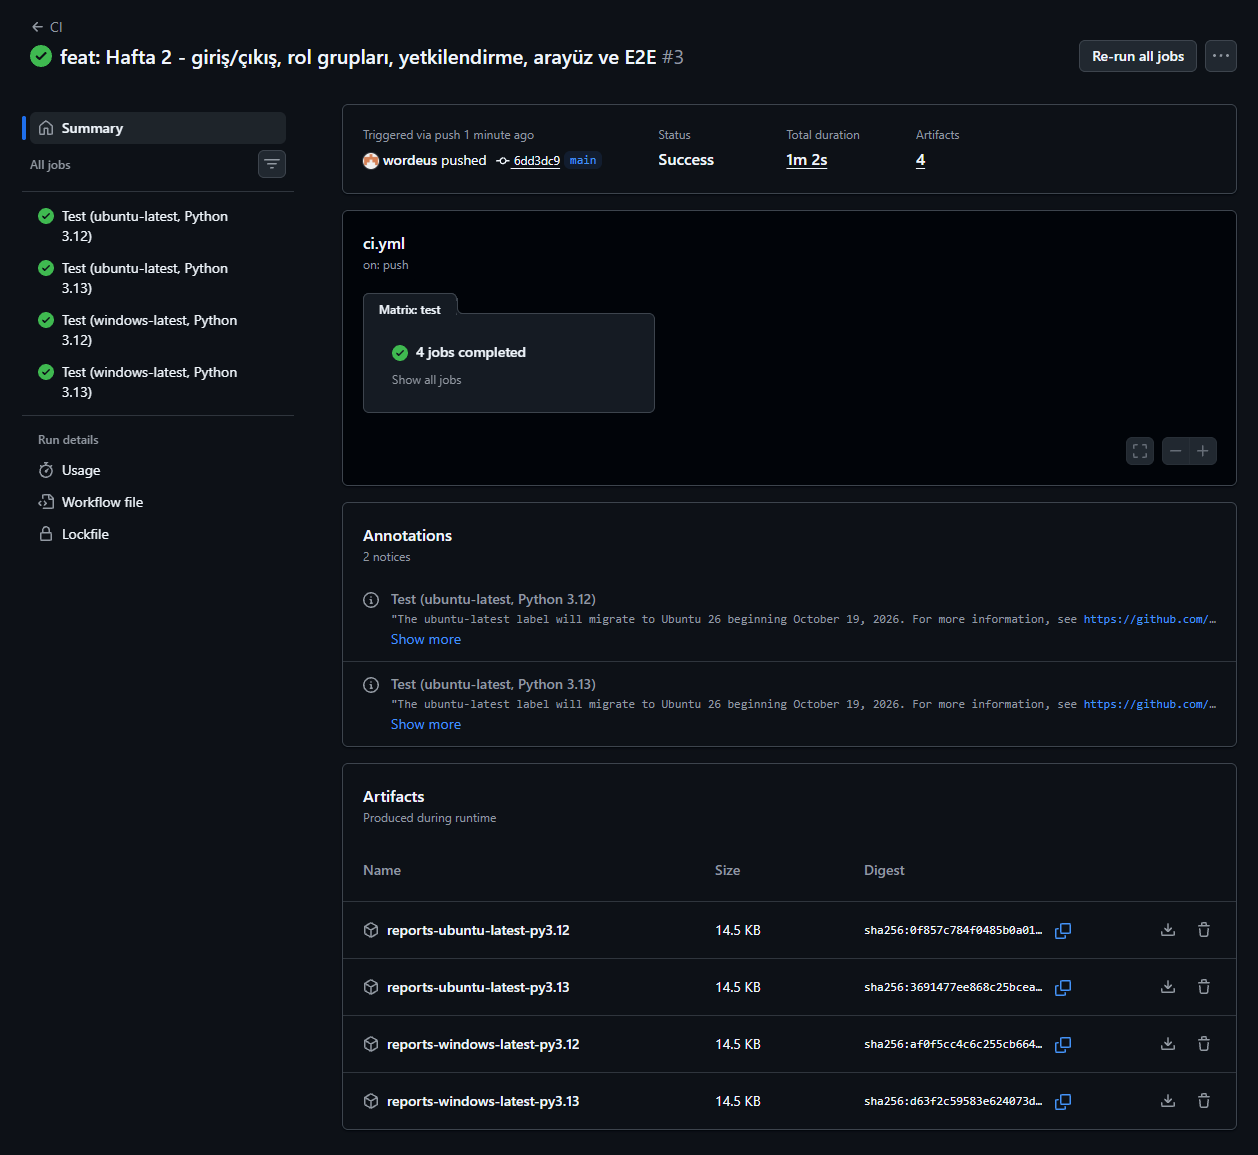 CI
feat: Hafta 2 - giriş/çıkış, rol grupları, yetkilendirme, arayüz ve E2E #3
Re-run all jobs
Summary
All jobs
Test (ubuntu-latest, Python
3.12)
Test (ubuntu-latest, Python
3.13)
Test (windows-latest, Python
3.12)
Test (windows-latest, Python
3.13)
Run details
Usage
Workflow file
Lockfile
Triggered via push 1 minute ago
wordeus pushed 6dd3dc9 main
Status
Success
Total duration
1m 2s
Artifacts
4
ci.yml
on: push
Matrix: test
4 jobs completed
Show all jobs
Annotations
2 notices
Test (ubuntu-latest, Python 3.12)
"The ubuntu-latest label will migrate to Ubuntu 26 beginning October 19, 2026. For more information, see https://github.com/…
Show more
Test (ubuntu-latest, Python 3.13)
"The ubuntu-latest label will migrate to Ubuntu 26 beginning October 19, 2026. For more information, see https://github.com/…
Show more
Artifacts
Produced during runtime
Name Size Digest
reports-ubuntu-latest-py3.12 14.5 KB sha256:0f857c784f0485b0a01…
reports-ubuntu-latest-py3.13 14.5 KB sha256:3691477ee868c25bcea…
reports-windows-latest-py3.12 14.5 KB sha256:af0f5cc4c6c255cb664…
reports-windows-latest-py3.13 14.5 KB sha256:d63f2c59583e624073d…